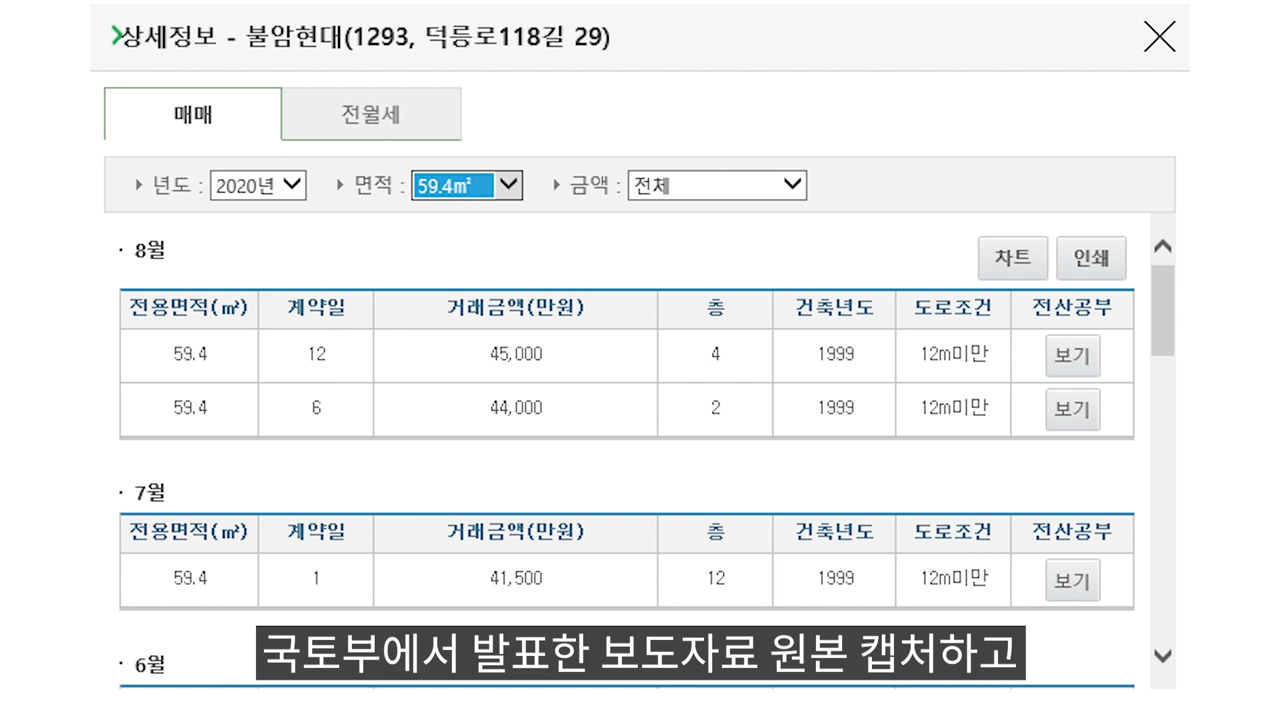 상세정보 - 불암현대(1293, 덕릉로118길 29)
매매 전월세
년도 : 2020년 면적 : 59.4㎡ 금액 : 전체
· 8월 차트 인쇄
전용면적(㎡) 계약일 거래금액(만원) 층 건축년도 도로조건 전산공부
59.4 12 45,000 4 1999 12m미만 보기
59.4 6 44,000 2 1999 12m미만 보기
· 7월
전용면적(㎡) 계약일 거래금액(만원) 층 건축년도 도로조건 전산공부
59.4 1 41,500 12 1999 12m미만 보기
· 6월
국토부에서 발표한 보도자료 원본 캡처하고